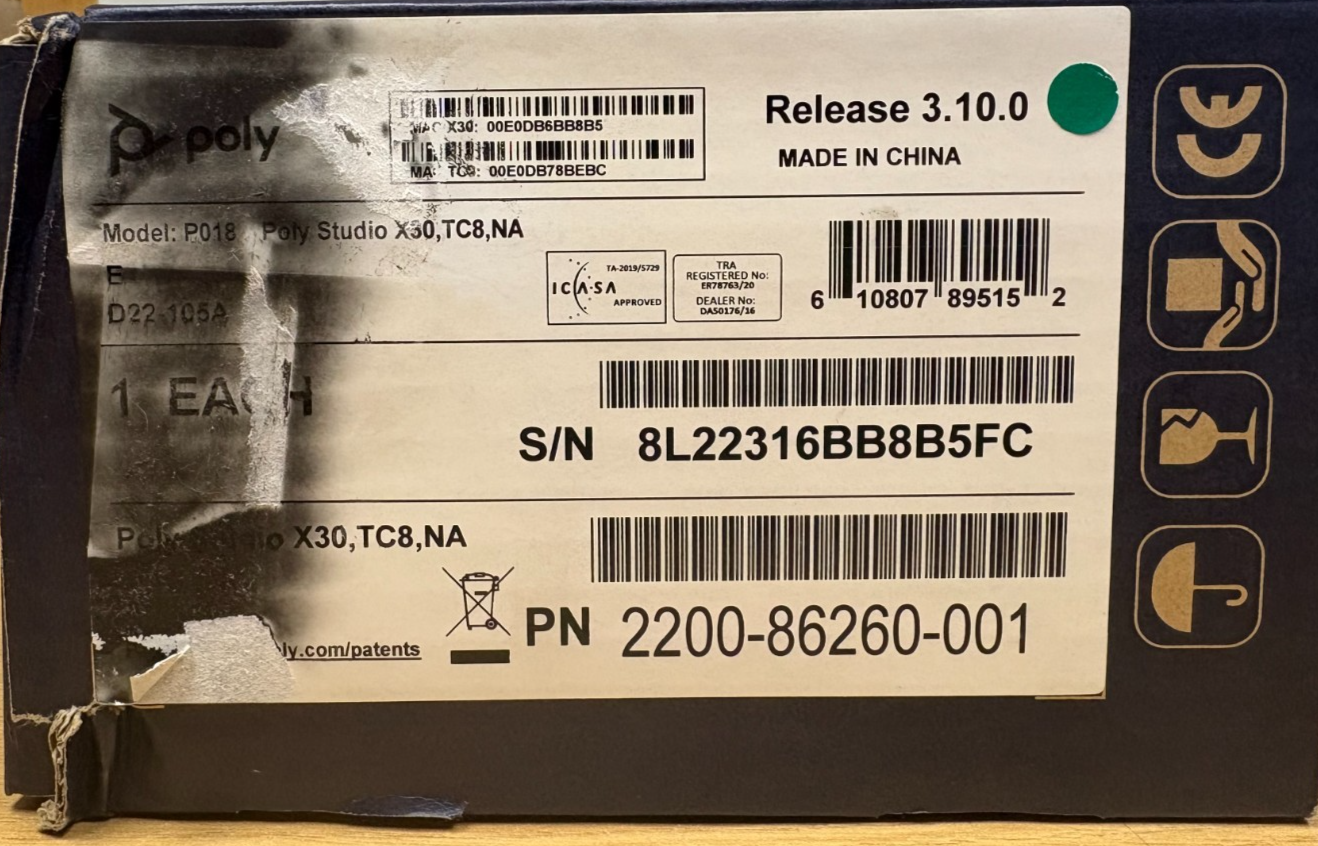 poly
MAC X30: 00E0DB6BB8B5
MAC TC8: 00E0DB78BEBC
Release 3.10.0
MADE IN CHINA
Model: P018 Poly Studio X30,TC8,NA
E
D22-105A
ICASA
TA-2019/5729
APPROVED
TRA
REGISTERED No:
ER78763/20
DEALER No:
DA50176/16
6 10807 89515 2
1 EACH
S/N 8L22316BB8B5FC
Poly Studio X30,TC8,NA
PN 2200-86260-001
ly.com/patents
CE